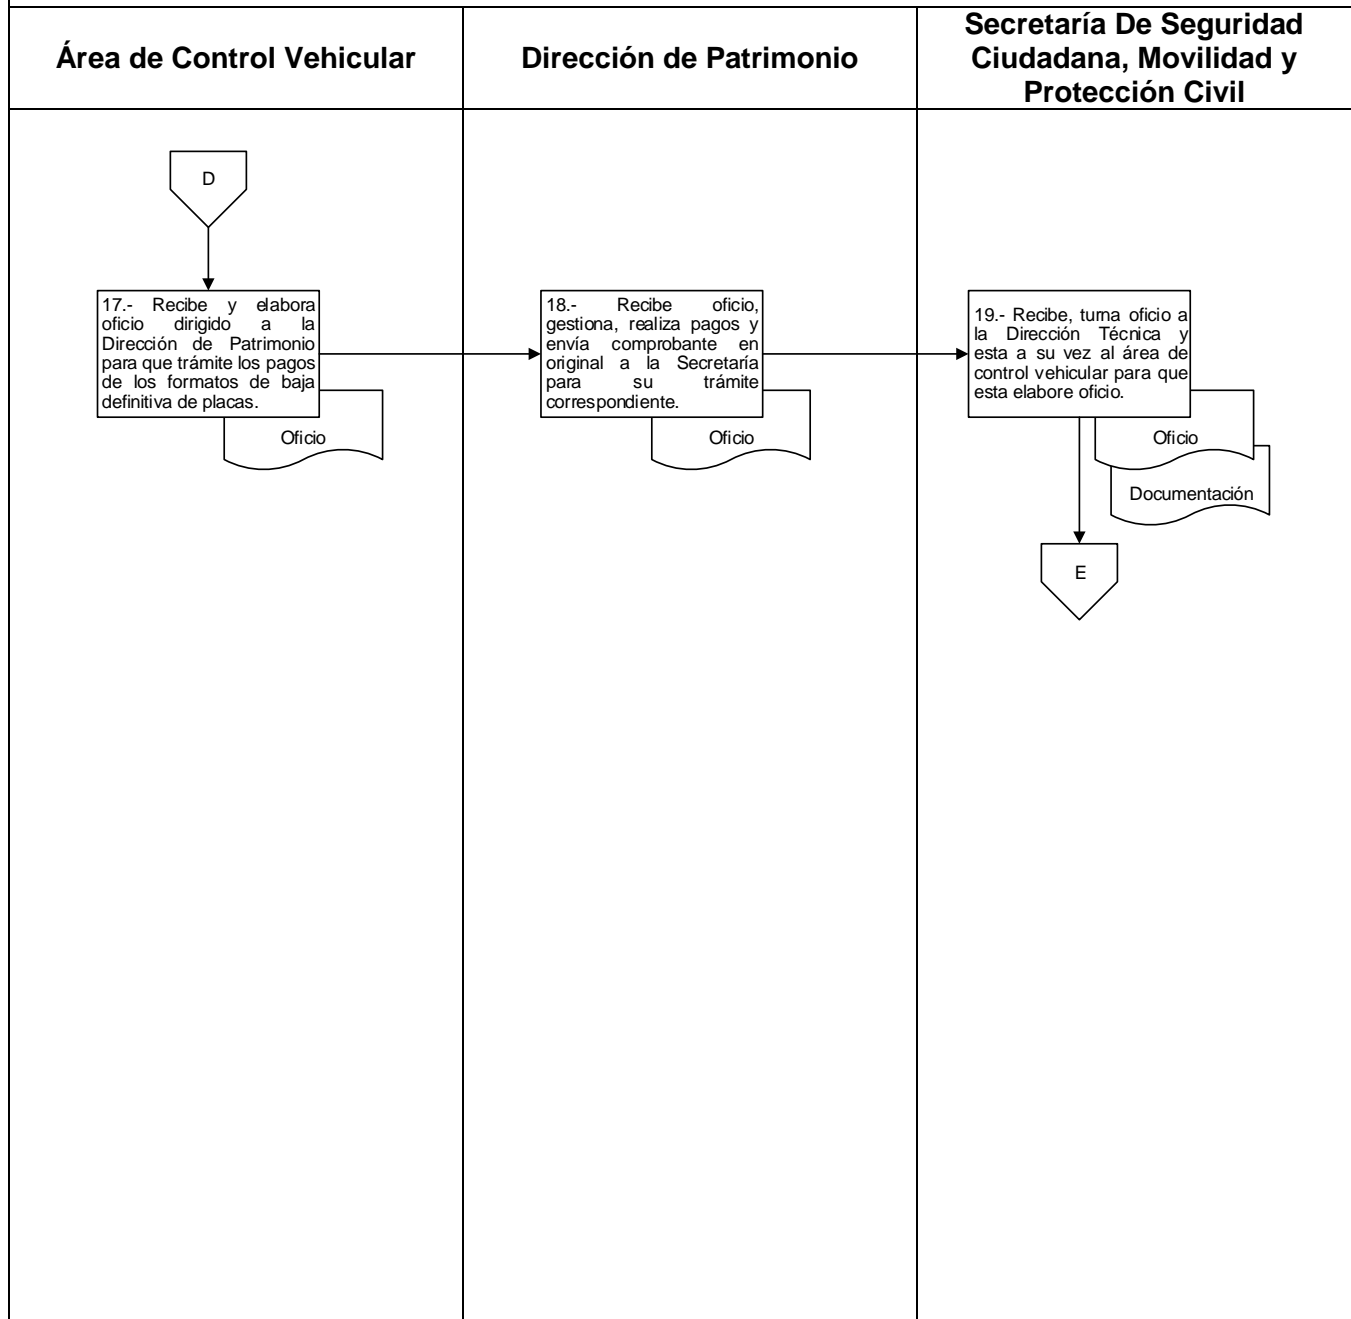 Área de Control Vehicular
Dirección de Patrimonio
Secretaría De Seguridad
Ciudadana, Movilidad y
Protección Civil
D
17.- Recibe y elabora
oficio dirigido a la
Dirección de Patrimonio
para que trámite los pagos
de los formatos de baja
definitiva de placas.
Oficio
18.- Recibe oficio,
gestiona, realiza pagos y
envía comprobante en
original a la Secretaría
para su trámite
correspondiente.
Oficio
19.- Recibe, turna oficio a
la Dirección Técnica y
esta a su vez al área de
control vehicular para que
esta elabore oficio.
Oficio
Documentación
E